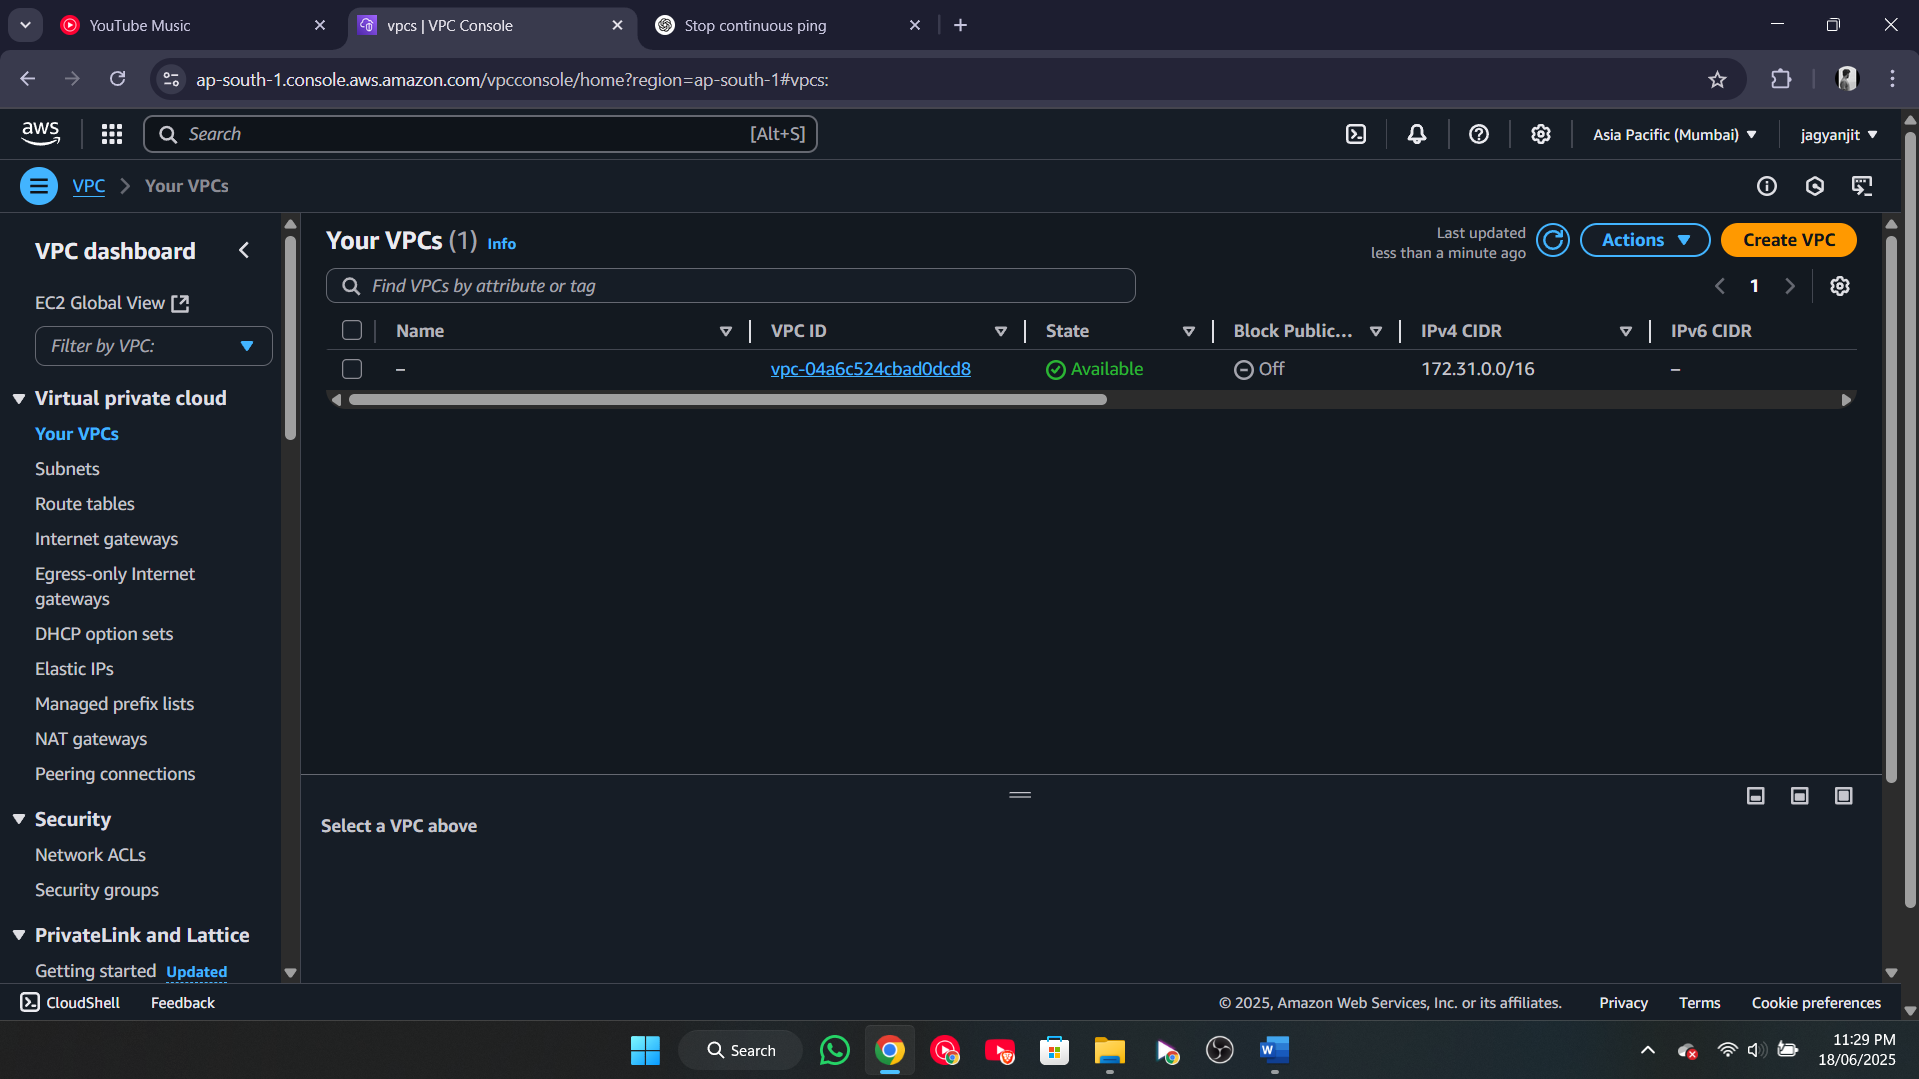 YouTube Music
vpcs | VPC Console
Stop continuous ping
ap-south-1.console.aws.amazon.com/vpcconsole/home?region=ap-south-1#vpcs:
aws
Search
[Alt+S]
Asia Pacific (Mumbai)
jagyanjit
VPC
Your VPCs
VPC dashboard
EC2 Global View
Filter by VPC:
Virtual private cloud
Your VPCs
Subnets
Route tables
Internet gateways
Egress-only Internet
gateways
DHCP option sets
Elastic IPs
Managed prefix lists
NAT gateways
Peering connections
Security
Network ACLs
Security groups
PrivateLink and Lattice
Getting started Updated
Your VPCs (1) Info
Last updated
less than a minute ago
Actions
Create VPC
Find VPCs by attribute or tag
1
Name
VPC ID
State
Block Public...
IPv4 CIDR
IPv6 CIDR
–
vpc-04a6c524cbad0dcd8
Available
Off
172.31.0.0/16
–
Select a VPC above
CloudShell
Feedback
© 2025, Amazon Web Services, Inc. or its affiliates.
Privacy
Terms
Cookie preferences
Search
11:29 PM
18/06/2025